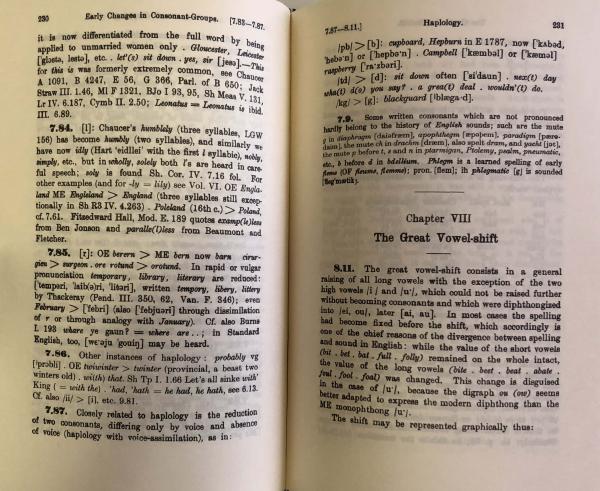 230 Early Changes in Consonant-Groups. [7.83—7.87.
it is now differentiated from the full word by being
applied to unmarried women only . Gloucester, Leicester
['glɔstə, lestə], etc. . let('s) sit down . yes, sir [jesə].—This
for this is was formerly extremely common, see Chaucer
A 1091, B 4247, E 56, G 366, Parl. of B 650; Jack
Straw III. 1.46, Ml F 1321, BJo I 93, 95, Sh Meas V. 131,
Lr IV. 6.187, Cymb II. 2.50; Leonatus = Leonatus is ibid.
III. 6.89.
7.84. [l]: Chaucer's humblely (three syllables, LGW
156) has become humbly (two syllables), and similarly we
have now idly (Hart 'eidlei' with the first l syllabic), nobly,
simply, etc., but in wholly, solely both l's are heard in care-
ful speech; soly is found Sh. Cor. IV. 7.16 fol. For
other examples (and for -ly = lily) see Vol. VI. OE Engla-
lend ME Engleland > England (three syllables still excep-
tionally in Sh R3 IV. 4.263) . Poleland (16th c.) > Poland,
cf. 7.61. Fitzedward Hall, Mod. E. 189 quotes examp(le)less
from Ben Jonson and paralle(l)less from Beaumont and
Fletcher.
7.85. [r]: OE berern > ME bern now barn . cirur-
gien > surgeon . ore rotund > orotund. In rapid or vulgar
pronunciation temporary, library, literary are reduced:
['tempəri, 'laib(ə)ri, 'litəri], written tempory, libery, littery
by Thackeray (Pend. III. 350, 62, Van. F. 346); even
February > ['febri] (also ['febjuəri] through dissimilation
of r or through analogy with January). Cf. also Burns
I. 193 where ye gaun? = where are . .; in Standard
English, too, [wɛ·əju 'gouiŋ] may be heard.
7.86. Other instances of haplology: probably vg
['prɔbli] . OE twiwinter > twinter (provincial, a beast two
winters old) . with) that. Sh Tp I. 1.66 Let's all sinke with'
King (= with the) . 'had, 'hath = he had, he hath, see 6.13.
Cf. also /ii/ > [i], etc. 9.81.
7.87. Closely related to haplology is the reduction
of two consonants, differing only by voice and absence
of voice (haplology with voice-assimilation), as in:
7.87—8.11.] Haplology. 231
/pb/ > [b]: cupboard, Hepburn in E 1787, now ['kʌbəd,
'hebə·n] or ['hepbə·n] . Campbell ['kæmbəl] or ['kæməl]
raspberry ['ra·zbəri].
/td/ > [d]: sit down often [si'daun] . nex(t) day
wha(t) d(o) you say? . a grea(t) deal . wouldn'(t) do.
/kg/ > [g]: blackguard ['blæga·d].
7.9. Some written consonants which are not pronounced
hardly belong to the history of English sounds; such are the mute
g in diaphragm [daiəfræm], apophthegm [æpoþem], paradigm [pærə-
daim], the mute ch in drachm [dræm], also spelt dram, and yacht [jɔt],
the mute p before t, s and n in ptarmigan, Ptolemy, psalm, pneumatic,
etc., b before d in bdellium. Phlegm is a learned spelling of early
fleme (OF fleume, flemme); pron. [flem]; in phlegmatic [g] is sounded
[fleg'mætik].
Chapter VIII
The Great Vowel-shift
8.11. The great vowel-shift consists in a general
raising of all long vowels with the exception of the two
high vowels /i·/ and /u·/, which could not be raised further
without becoming consonants and which were diphthongized
into /ei, ou/, later [ai, au]. In most cases the spelling
had become fixed before the shift, which accordingly is
one of the chief reasons of the divergence between spelling
and sound in English: while the value of the short vowels
(bit . bet . bat . full . folly) remained on the whole intact,
the value of the long vowels (bite . beet . beat . abate .
foul . fool . foal) was changed. This change is disguised
in the case of /u·/, because the digraph ou (ow) seems
better adapted to express the modern diphthong than the
ME monophthong /u·/.
The shift may be represented graphically thus: